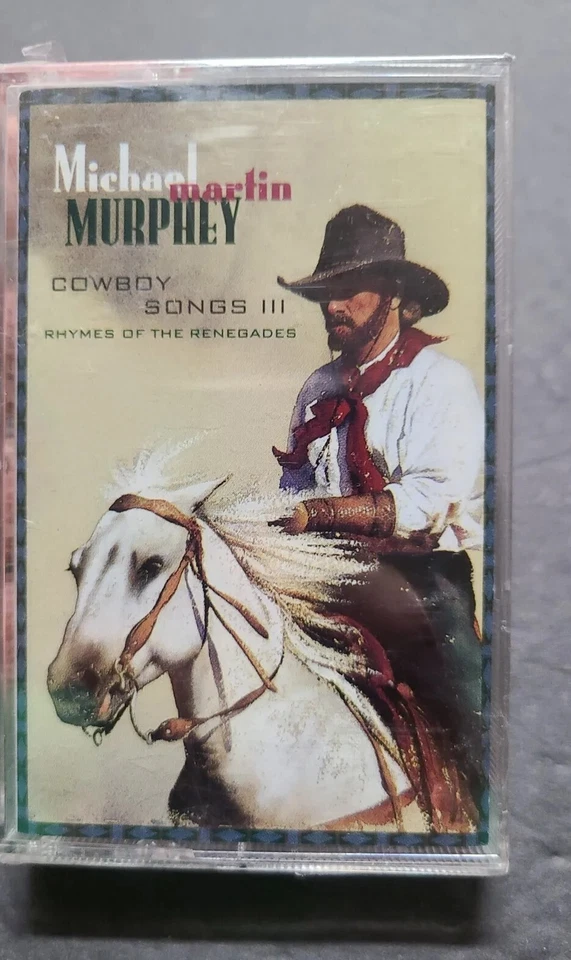 Michael
martin
MURPHEY
COWBOY
SONGS III
RHYMES OF THE RENEGADES